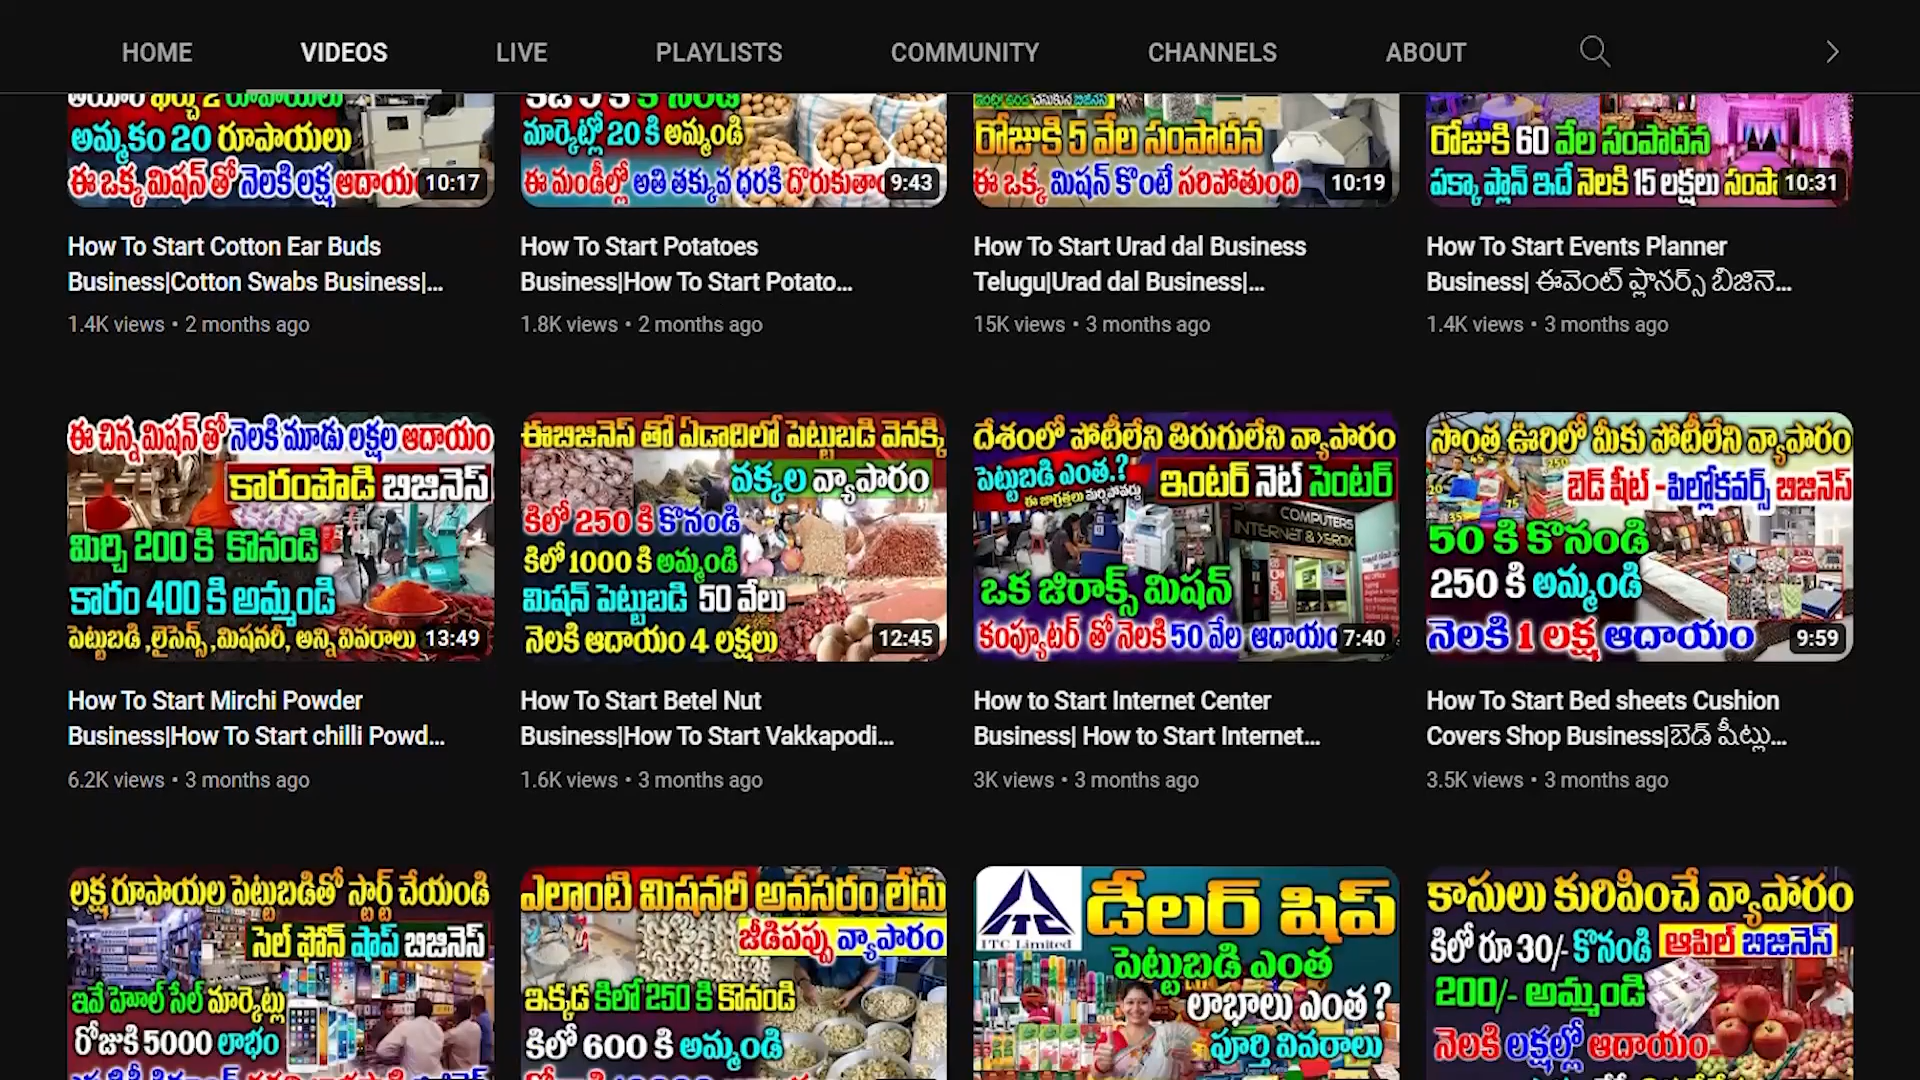 HOME VIDEOS LIVE PLAYLISTS COMMUNITY CHANNELS ABOUT
అమ్మకం 20 రూపాయలు
ఈ ఒక్క మిషన్ తో నెలకి లక్ష ఆదాయం
10:17
మార్కెట్లో 20 కి అమ్మండి
ఈ మండీల్లో అతి తక్కువ ధరకి దొరుకుతాం
9:43
రోజుకి 5 వేల సంపాదన
ఈ ఒక్క మిషన్ కొంటే సరిపోతుంది
10:19
రోజుకి 60 వేల సంపాదన
పక్కా ప్లాన్ ఇదే నెలకి 15 లక్షలు సంపా
10:31
How To Start Cotton Ear Buds
Business|Cotton Swabs Business|...
1.4K views • 2 months ago
How To Start Potatoes
Business|How To Start Potato...
1.8K views • 2 months ago
How To Start Urad dal Business
Telugu|Urad dal Business|...
15K views • 3 months ago
How To Start Events Planner
Business| ఈవెంట్ ప్లానర్స్ బిజినె...
1.4K views • 3 months ago
ఈ చిన్న మిషన్ తో నెలకి మూడు లక్షల ఆదాయం
కారంపొడి బిజినెస్
మిర్చి 200 కి కొనండి
కారం 400 కి అమ్మండి
పెట్టుబడి ,లైసెన్స్ ,మిషనరీ, అన్ని వివరాలు
13:49
ఈబిజినెస్ తో ఏడాదిలో పెట్టుబడి వెనక్కి
వక్కల వ్యాపారం
కిలో 250 కి కొనండి
కిలో 1000 కి అమ్మండి
మిషన్ పెట్టుబడి 50 వేలు
నెలకి ఆదాయం 4 లక్షలు
12:45
దేశంలో పోటీలేని తిరుగులేని వ్యాపారం
పెట్టుబడి ఎంత.?
ఈ జాగ్రత్తలు మర్చిపోవద్దు
ఇంటర్ నెట్ సెంటర్
COMPUTERS
INTERNET & XEROX
ఒక జిరాక్స్ మిషన్
కంప్యూటర్ తో నెలకి 50 వేల ఆదాయం
7:40
సొంత ఊరిలో మీకు పోటీలేని వ్యాపారం
బెడ్ షీట్ -పిల్లోకవర్స్ బిజినెస్
50 కి కొనండి
250 కి అమ్మండి
నెలకి 1 లక్ష ఆదాయం
9:59
How To Start Mirchi Powder
Business|How To Start chilli Powd...
6.2K views • 3 months ago
How To Start Betel Nut
Business|How To Start Vakkapodi...
1.6K views • 3 months ago
How to Start Internet Center
Business| How to Start Internet...
3K views • 3 months ago
How To Start Bed sheets Cushion
Covers Shop Business|బెడ్ షీట్లు...
3.5K views • 3 months ago
లక్ష రూపాయల పెట్టుబడితో స్టార్ట్ చేయండి
సెల్ ఫోన్ షాప్ బిజినెస్
ఇవే హెూల్ సేల్ మార్కెట్లు
రోజుకి 5000 లాభం
ఎలాంటి మిషనరీ అవసరం లేదు
జీడిపప్పు వ్యాపారం
ఇక్కడ కిలో 250 కి కొనండి
కిలో 600 కి అమ్మండి
ITC Limited
డీలర్ షిప్
పెట్టుబడి ఎంత
లాభాలు ఎంత ?
పూర్తి వివరాలు
కాసులు కురిపించే వ్యాపారం
కిలో రూ 30/- కొనండి
ఆపిల్ బిజినెస్
200/- అమ్మండి
నెలకి లక్షల్లో ఆదాయం